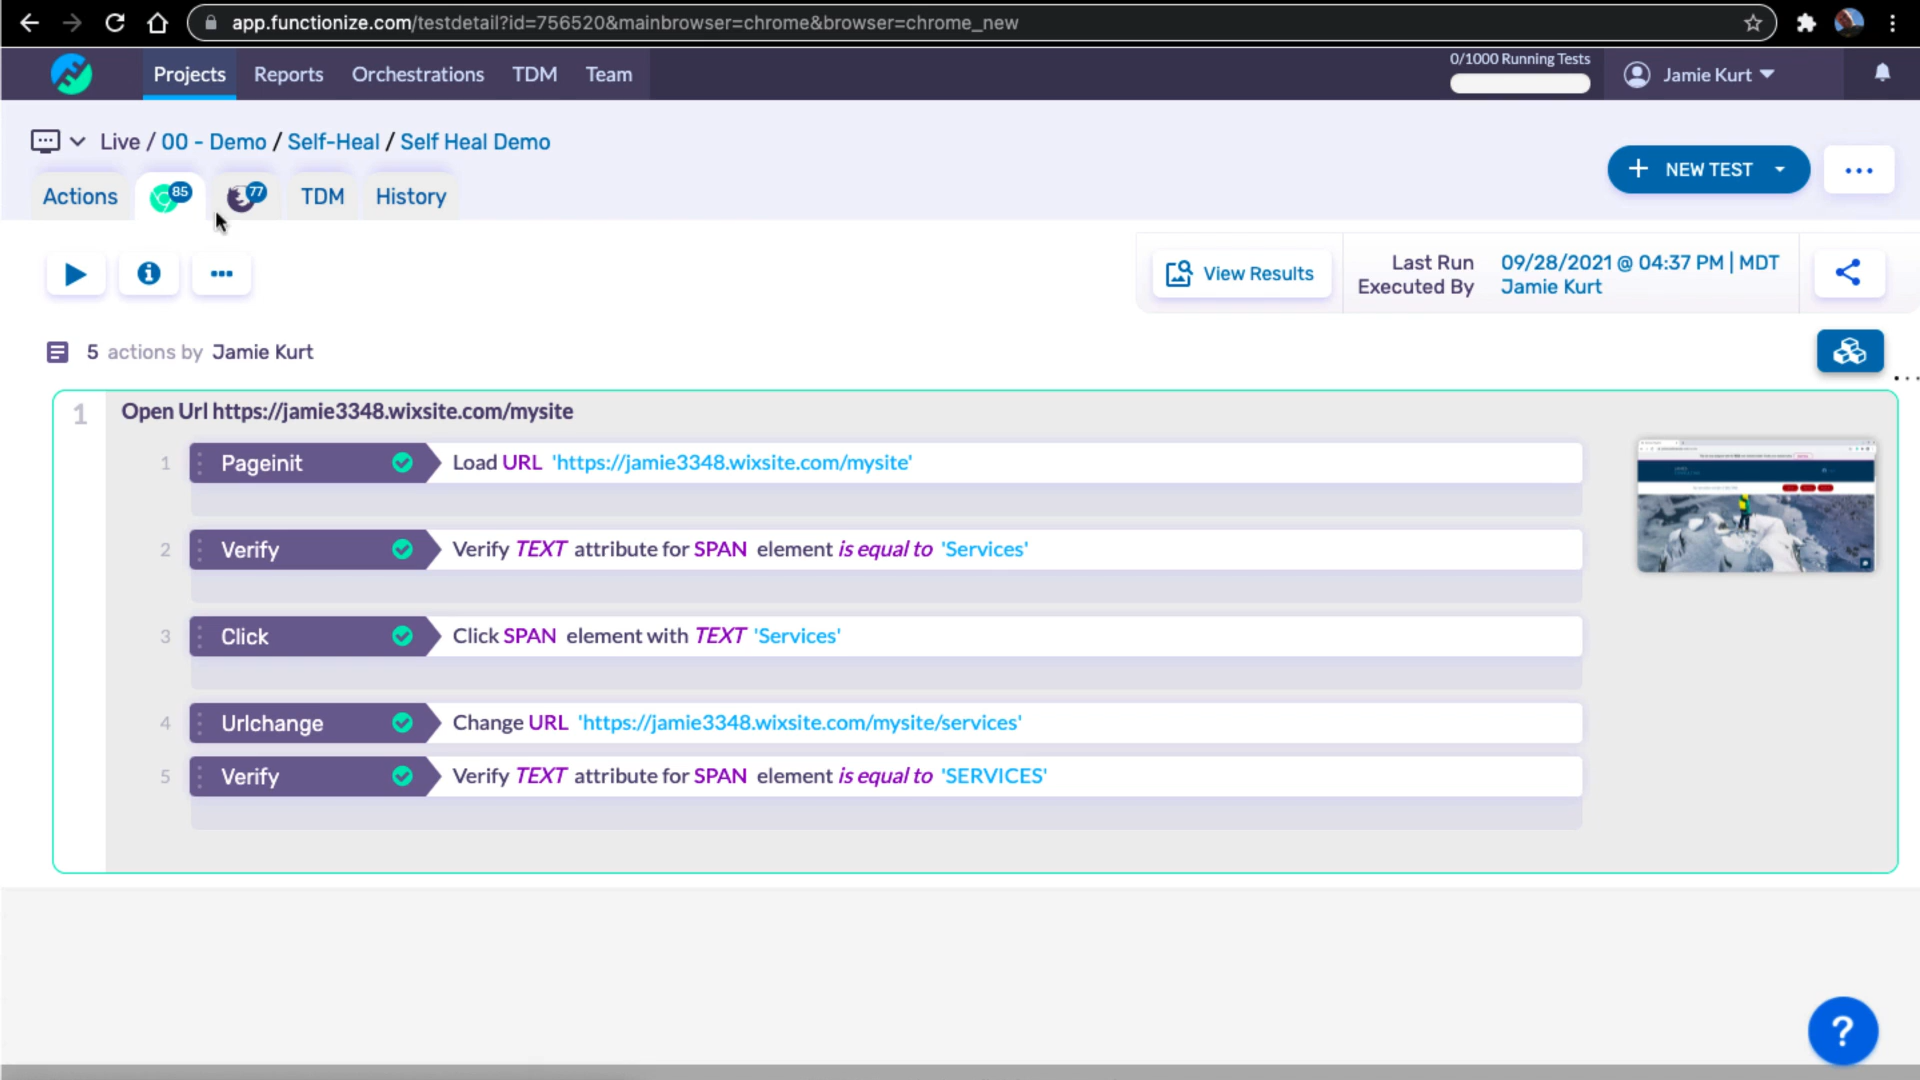 app.functionize.com/testdetail?id=756520&mainbrowser=chrome&browser=chrome_new
Projects Reports Orchestrations TDM Team
0/1000 Running Tests
Jamie Kurt
Live / 00 - Demo / Self-Heal / Self Heal Demo
+ NEW TEST
...
Actions 85 77 TDM History
View Results
Last Run 09/28/2021 @ 04:37 PM | MDT
Executed By Jamie Kurt
5 actions by Jamie Kurt
1 Open Url https://jamie3348.wixsite.com/mysite
1 Pageinit Load URL 'https://jamie3348.wixsite.com/mysite'
2 Verify Verify TEXT attribute for SPAN element is equal to 'Services'
3 Click Click SPAN element with TEXT 'Services'
4 Urlchange Change URL 'https://jamie3348.wixsite.com/mysite/services'
5 Verify Verify TEXT attribute for SPAN element is equal to 'SERVICES'
?